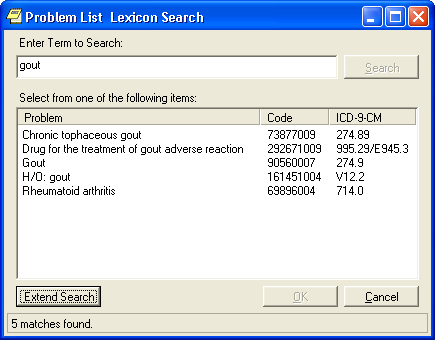 Problem List  Lexicon Search
Enter Term to Search:
gout
Search
Select from one of the following items:
Problem Code ICD-9-CM
Chronic tophaceous gout 73877009 274.89
Drug for the treatment of gout adverse reaction 292671009 995.29/E945.3
Gout 90560007 274.9
H/O: gout 161451004 V12.2
Rheumatoid arthritis 69896004 714.0
Extend Search OK Cancel
5 matches found.